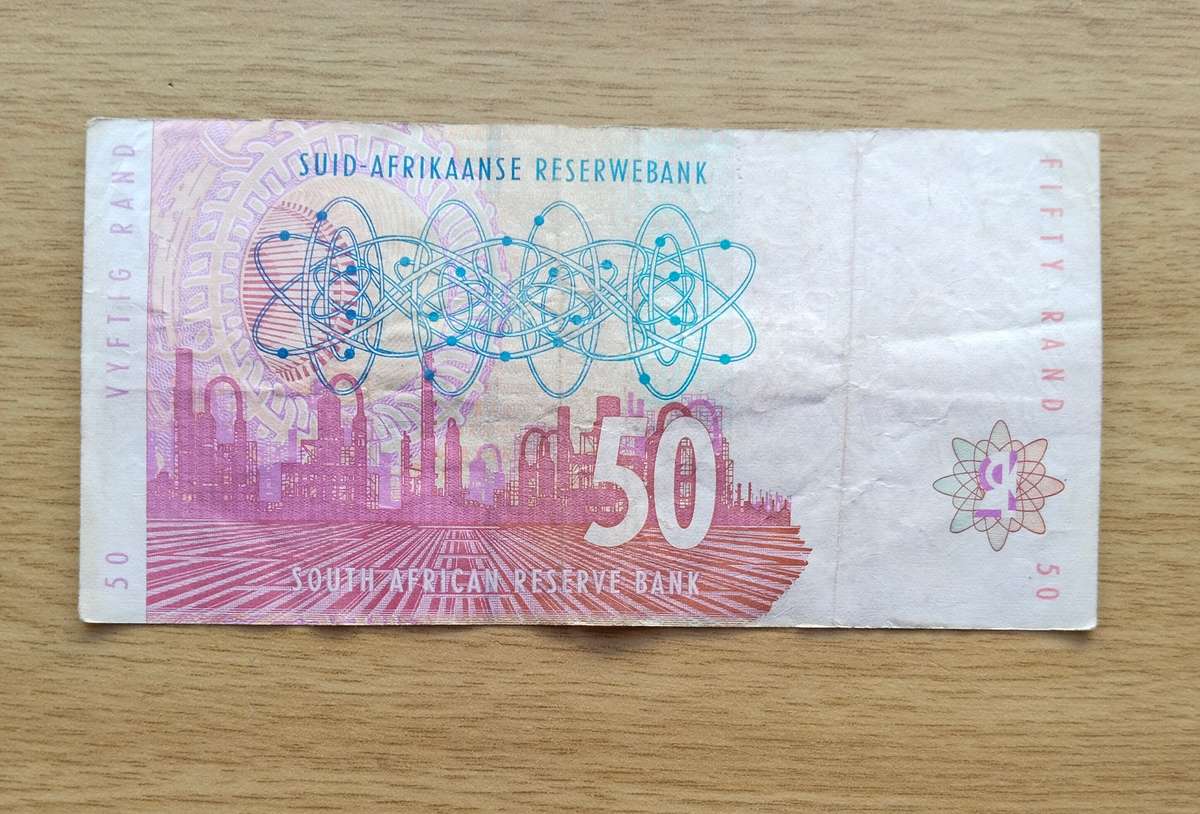 SUID-AFRIKAANSE RESERWEBANK
VYFTIG RAND
50
FIFTY RAND
50
50
SOUTH AFRICAN RESERVE BANK